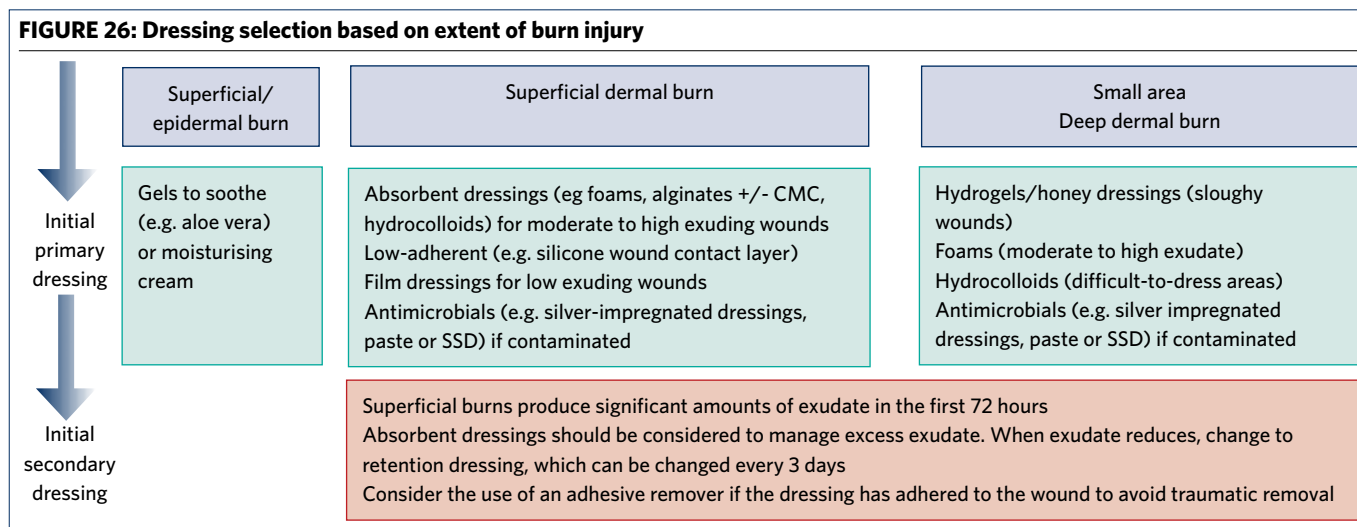 FIGURE 26: Dressing selection based on extent of burn injury
Superficial/
epidermal burn
Superficial dermal burn
Small area
Deep dermal burn
Initial
primary
dressing
Gels to soothe
(e.g. aloe vera)
or moisturising
cream
Absorbent dressings (eg foams, alginates +/- CMC,
hydrocolloids) for moderate to high exuding wounds
Low-adherent (e.g. silicone wound contact layer)
Film dressings for low exuding wounds
Antimicrobials (e.g. silver-impregnated dressings,
paste or SSD) if contaminated
Hydrogels/honey dressings (sloughy
wounds)
Foams (moderate to high exudate)
Hydrocolloids (difficult-to-dress areas)
Antimicrobials (e.g. silver impregnated
dressings, paste or SSD) if contaminated
Initial
secondary
dressing
Superficial burns produce significant amounts of exudate in the first 72 hours
Absorbent dressings should be considered to manage excess exudate. When exudate reduces, change to
retention dressing, which can be changed every 3 days
Consider the use of an adhesive remover if the dressing has adhered to the wound to avoid traumatic removal